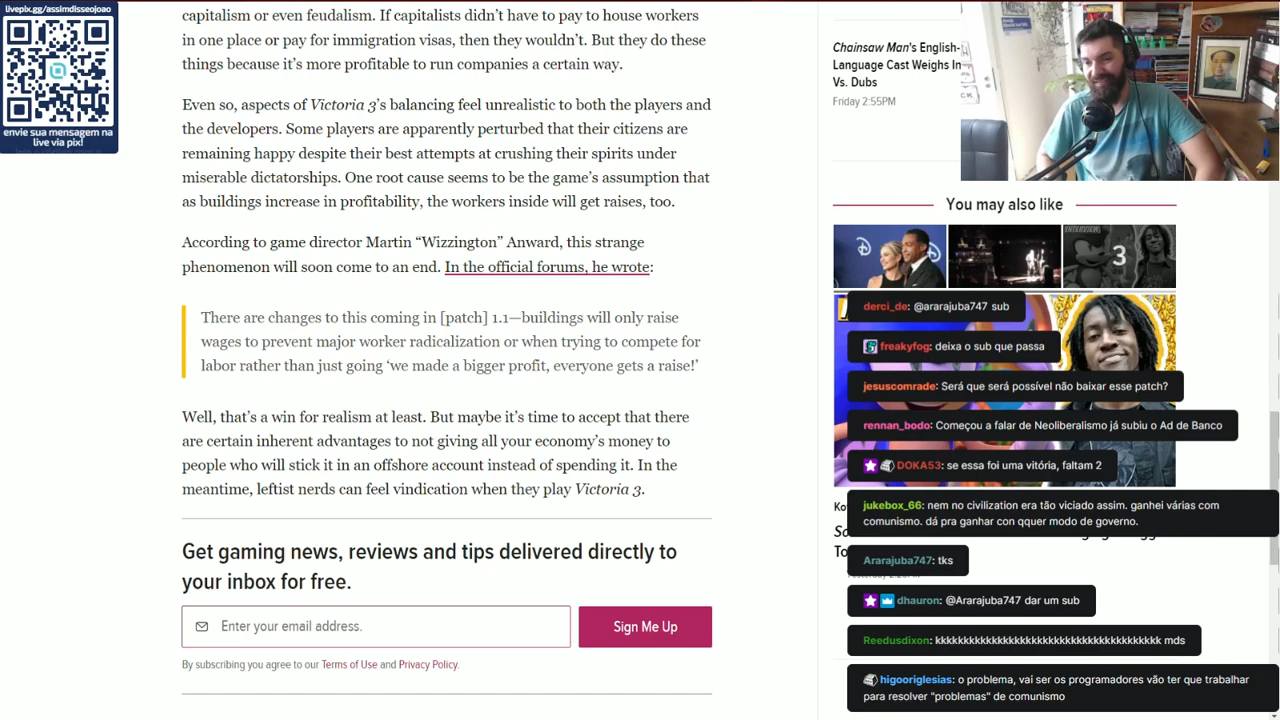 livepix.gg/assimdisseojoao
envie sua mensagem na
live via pix!
capitalism or even feudalism. If capitalists didn't have to pay to house workers
in one place or pay for immigration visas, then they wouldn't. But they do these
things because it's more profitable to run companies a certain way.
Even so, aspects of Victoria 3's balancing feel unrealistic to both the players and
the developers. Some players are apparently perturbed that their citizens are
remaining happy despite their best attempts at crushing their spirits under
miserable dictatorships. One root cause seems to be the game's assumption that
as buildings increase in profitability, the workers inside will get raises, too.
According to game director Martin “Wizzington” Anward, this strange
phenomenon will soon come to an end. In the official forums, he wrote:
There are changes to this coming in [patch] 1.1—buildings will only raise
wages to prevent major worker radicalization or when trying to compete for
labor rather than just going ‘we made a bigger profit, everyone gets a raise!’
Well, that's a win for realism at least. But maybe it's time to accept that there
are certain inherent advantages to not giving all your economy's money to
people who will stick it in an offshore account instead of spending it. In the
meantime, leftist nerds can feel vindication when they play Victoria 3.
Get gaming news, reviews and tips delivered directly to
your inbox for free.
Enter your email address.
Sign Me Up
By subscribing you agree to our Terms of Use and Privacy Policy.
Chainsaw Man's English-
Language Cast Weighs In
Vs. Dubs
Friday 2:55PM
You may also like
INTERVIEW
3
derci_de: @ararajuba747 sub
freakyfog: deixa o sub que passa
jesuscomrade: Será que será possível não baixar esse patch?
rennan_bodo: Começou a falar de Neoliberalismo já subiu o Ad de Banco
DOKA53: se essa foi uma vitória, faltam 2
jukebox_66: nem no civilization era tão viciado assim. ganhei várias com
comunismo. dá pra ganhar con qquer modo de governo.
Ararajuba747: tks
dhauron: @Ararajuba747 dar um sub
Reedusdixon: kkkkkkkkkkkkkkkkkkkkkkkkkkkkkkkkkkkkkkkk mds
higooriglesias: o problema, vai ser os programadores vão ter que trabalhar
para resolver "problemas" de comunismo